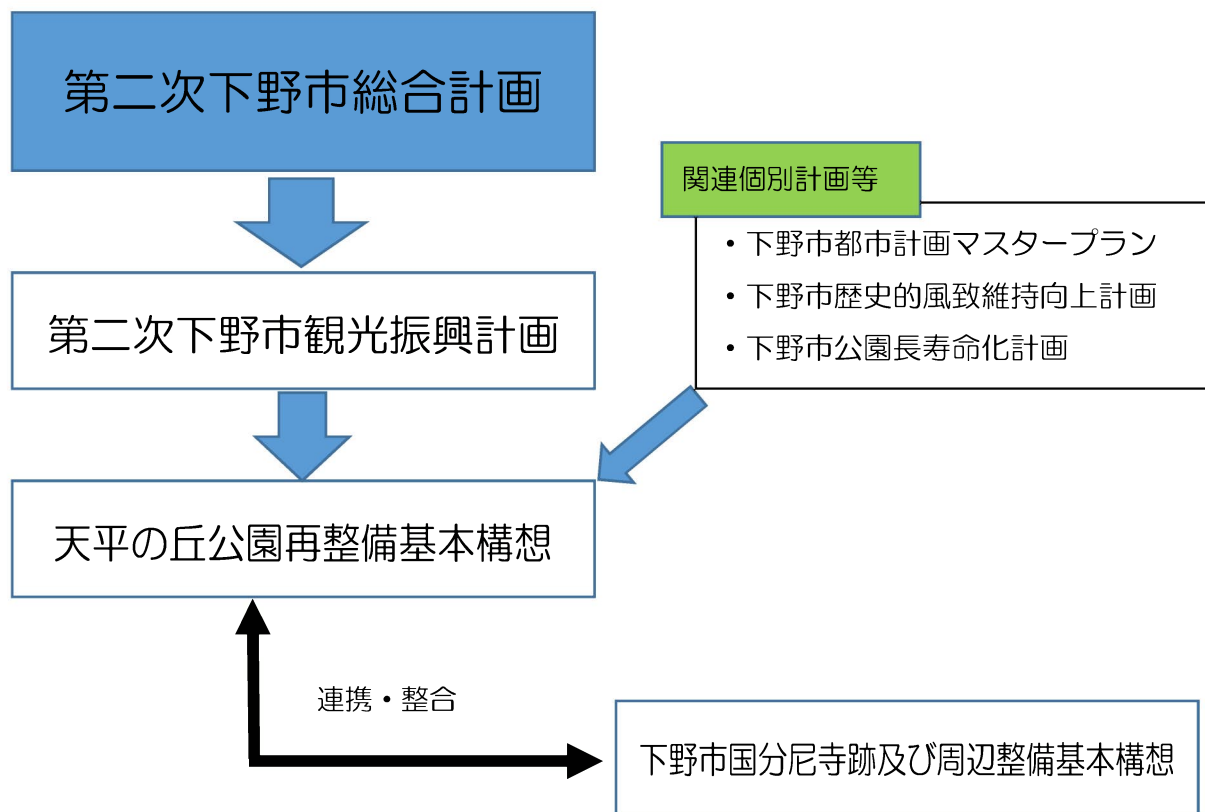 第二次下野市総合計画
関連個別計画等
・下野市都市計画マスタープラン
・下野市歴史的風致維持向上計画
・下野市公園長寿命化計画
第二次下野市観光振興計画
天平の丘公園再整備基本構想
連携・整合
下野市国分尼寺跡及び周辺整備基本構想